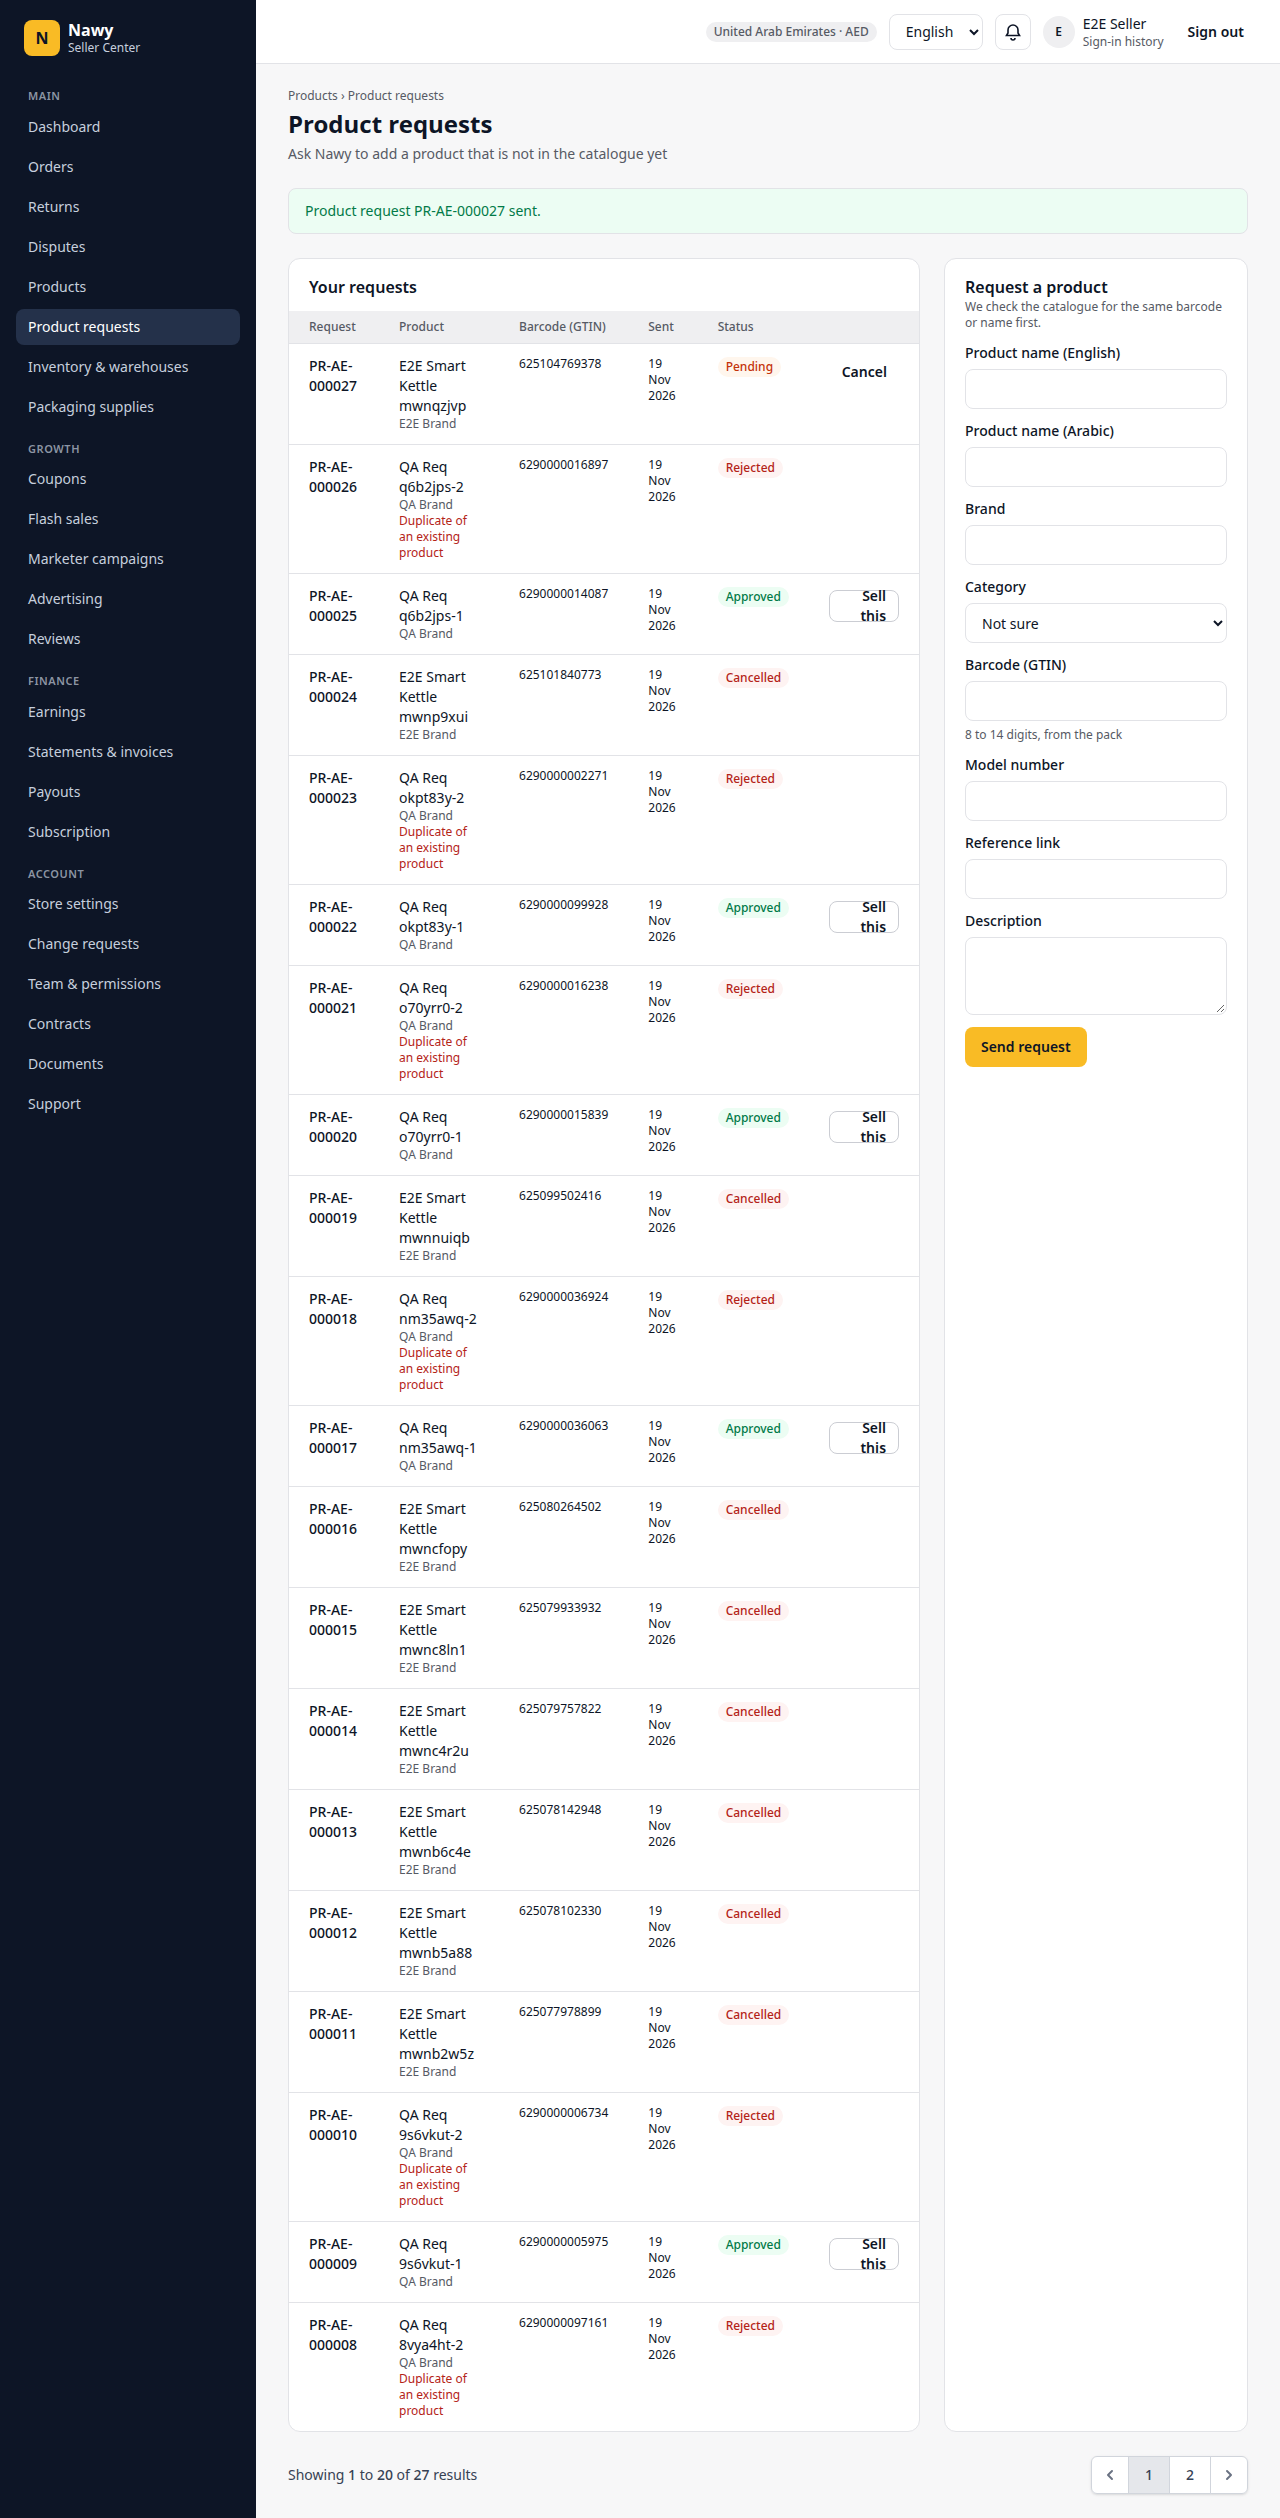 N
Nawy
Seller Center
MAIN
Dashboard
Orders
Returns
Disputes
Products
Product requests
Inventory & warehouses
Packaging supplies
GROWTH
Coupons
Flash sales
Marketer campaigns
Advertising
Reviews
FINANCE
Earnings
Statements & invoices
Payouts
Subscription
ACCOUNT
Store settings
Change requests
Team & permissions
Contracts
Documents
Support
United Arab Emirates · AED
English
E
E2E Seller
Sign-in history
Sign out
Products › Product requests
Product requests
Ask Nawy to add a product that is not in the catalogue yet
Product request PR-AE-000027 sent.
Your requests
Request Product Barcode (GTIN) Sent Status
PR-AE-000027 E2E Smart Kettle mwnqzjvp E2E Brand 625104769378 19 Nov 2026 Pending Cancel
PR-AE-000026 QA Req q6b2jps-2 QA Brand Duplicate of an existing product 6290000016897 19 Nov 2026 Rejected
PR-AE-000025 QA Req q6b2jps-1 QA Brand 6290000014087 19 Nov 2026 Approved Sell this
PR-AE-000024 E2E Smart Kettle mwnp9xui E2E Brand 625101840773 19 Nov 2026 Cancelled
PR-AE-000023 QA Req okpt83y-2 QA Brand Duplicate of an existing product 6290000002271 19 Nov 2026 Rejected
PR-AE-000022 QA Req okpt83y-1 QA Brand 6290000099928 19 Nov 2026 Approved Sell this
PR-AE-000021 QA Req o70yrr0-2 QA Brand Duplicate of an existing product 6290000016238 19 Nov 2026 Rejected
PR-AE-000020 QA Req o70yrr0-1 QA Brand 6290000015839 19 Nov 2026 Approved Sell this
PR-AE-000019 E2E Smart Kettle mwnnuiqb E2E Brand 625099502416 19 Nov 2026 Cancelled
PR-AE-000018 QA Req nm35awq-2 QA Brand Duplicate of an existing product 6290000036924 19 Nov 2026 Rejected
PR-AE-000017 QA Req nm35awq-1 QA Brand 6290000036063 19 Nov 2026 Approved Sell this
PR-AE-000016 E2E Smart Kettle mwncfopy E2E Brand 625080264502 19 Nov 2026 Cancelled
PR-AE-000015 E2E Smart Kettle mwnc8ln1 E2E Brand 625079933932 19 Nov 2026 Cancelled
PR-AE-000014 E2E Smart Kettle mwnc4r2u E2E Brand 625079757822 19 Nov 2026 Cancelled
PR-AE-000013 E2E Smart Kettle mwnb6c4e E2E Brand 625078142948 19 Nov 2026 Cancelled
PR-AE-000012 E2E Smart Kettle mwnb5a88 E2E Brand 625078102330 19 Nov 2026 Cancelled
PR-AE-000011 E2E Smart Kettle mwnb2w5z E2E Brand 625077978899 19 Nov 2026 Cancelled
PR-AE-000010 QA Req 9s6vkut-2 QA Brand Duplicate of an existing product 6290000006734 19 Nov 2026 Rejected
PR-AE-000009 QA Req 9s6vkut-1 QA Brand 6290000005975 19 Nov 2026 Approved Sell this
PR-AE-000008 QA Req 8vya4ht-2 QA Brand Duplicate of an existing product 6290000097161 19 Nov 2026 Rejected
Request a product
We check the catalogue for the same barcode
or name first.
Product name (English)
Product name (Arabic)
Brand
Category
Not sure
Barcode (GTIN)
8 to 14 digits, from the pack
Model number
Reference link
Description
Send request
Showing 1 to 20 of 27 results
1 2